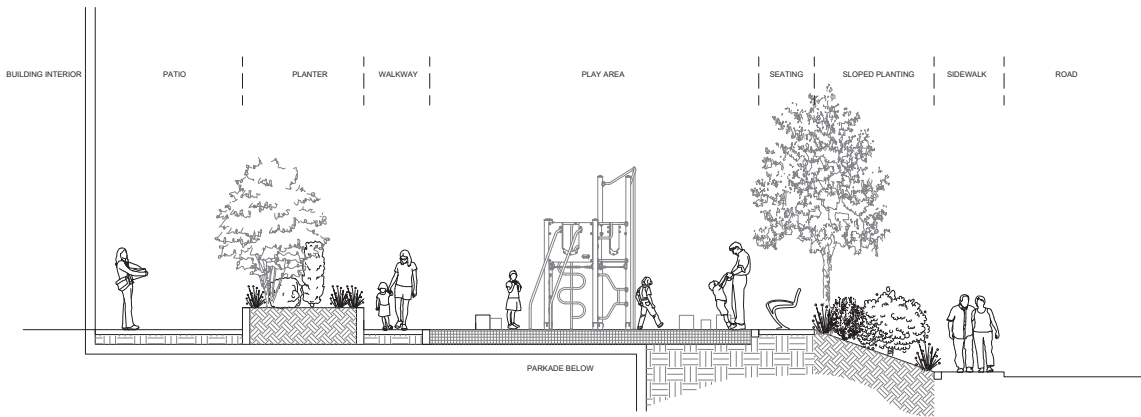 BUILDING INTERIOR
PATIO
PLANTER
WALKWAY
PLAY AREA
SEATING
SLOPED PLANTING
SIDEWALK
ROAD
PARKADE BELOW